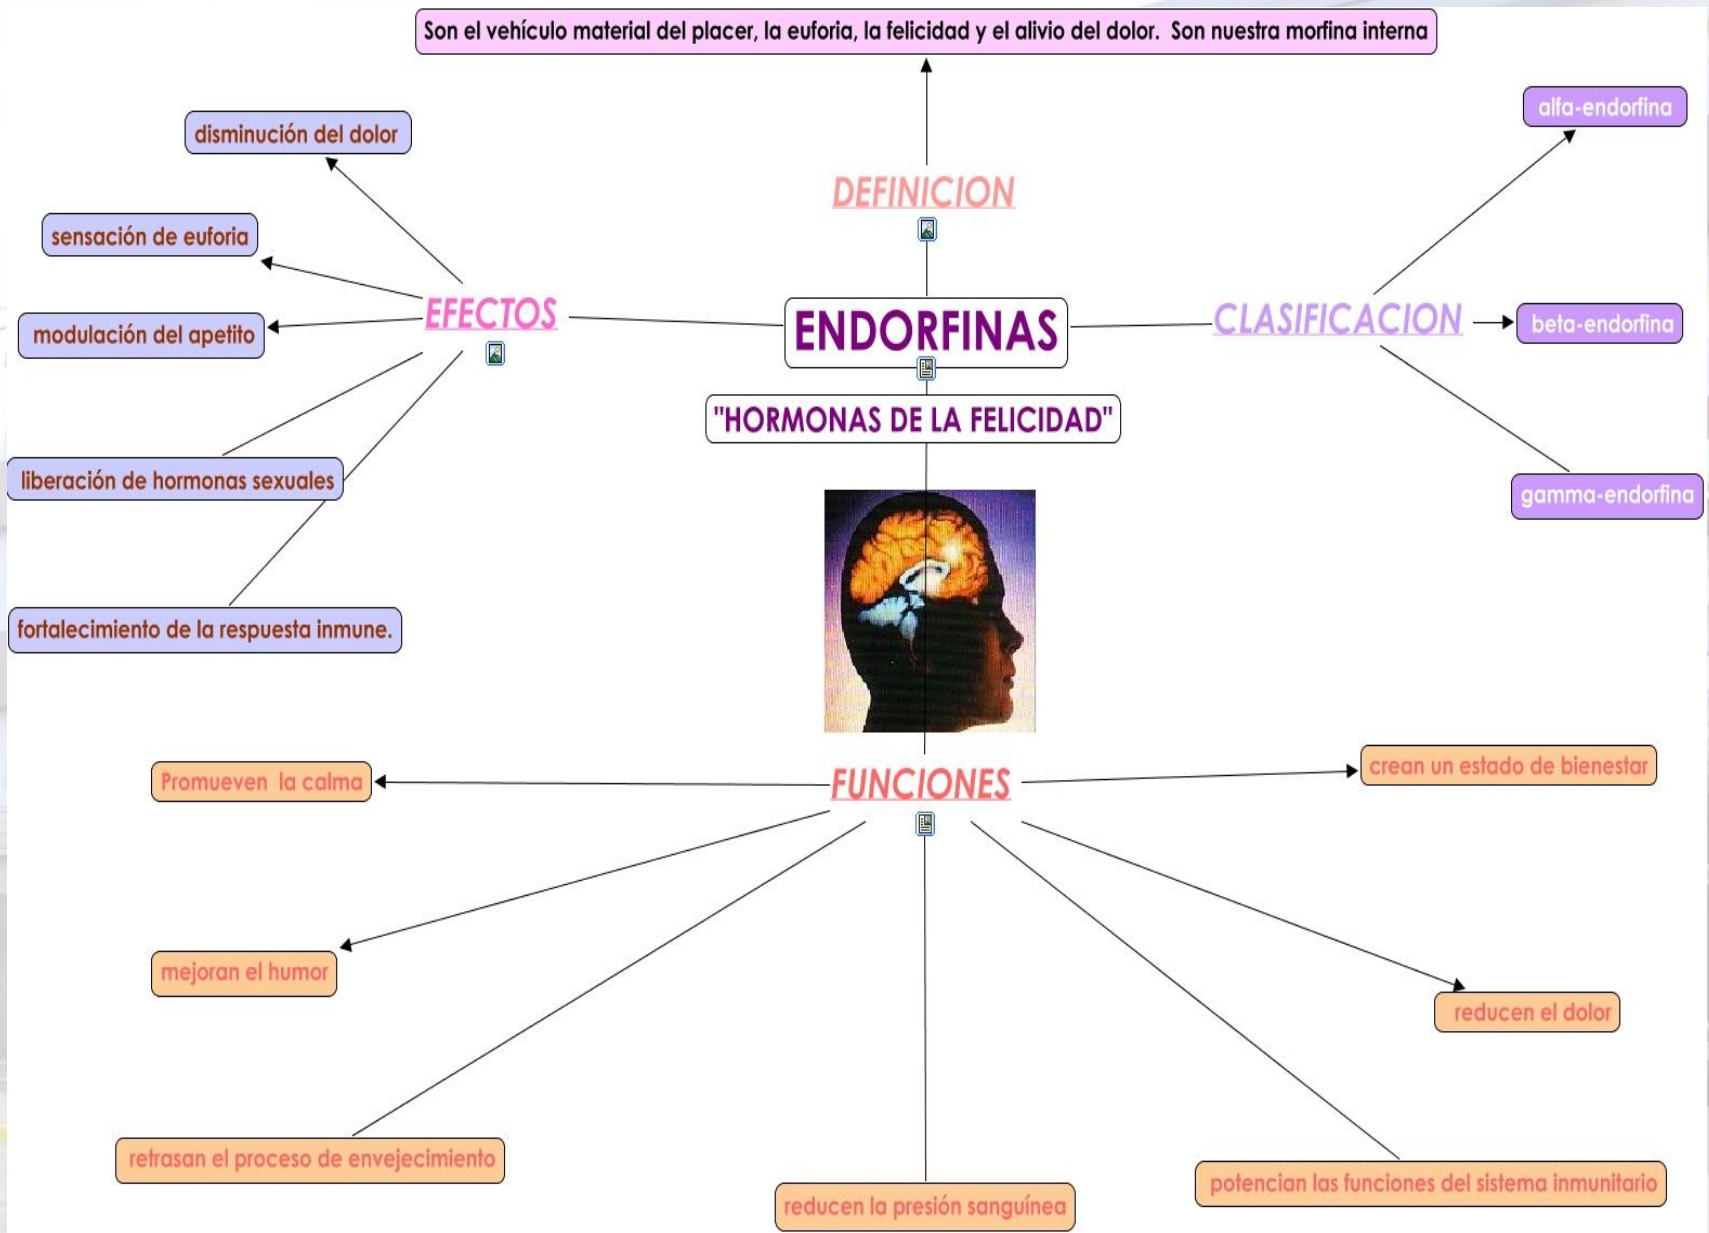 Son el vehículo material del placer, la euforia, la felicidad y el alivio del dolor. Son nuestra morfina interna
alfa-endorfina
disminución del dolor
DEFINICION
sensación de euforia
EFECTOS
ENDORFINAS
CLASIFICACION
beta-endorfina
modulación del apetito
"HORMONAS DE LA FELICIDAD"
liberación de hormonas sexuales
gamma-endorfina
fortalecimiento de la respuesta inmune.
Promueven la calma
FUNCIONES
crean un estado de bienestar
mejoran el humor
reducen el dolor
retrasan el proceso de envejecimiento
reducen la presión sanguínea
potencian las funciones del sistema inmunitario